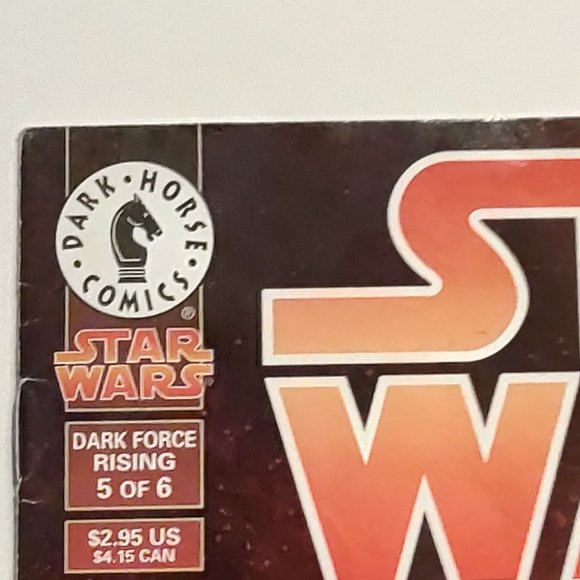 DARK • HORSE
• COMICS •
®
STAR
WARS
DARK FORCE
RISING
5 OF 6
$2.95 US
$4.15 CAN
S
W